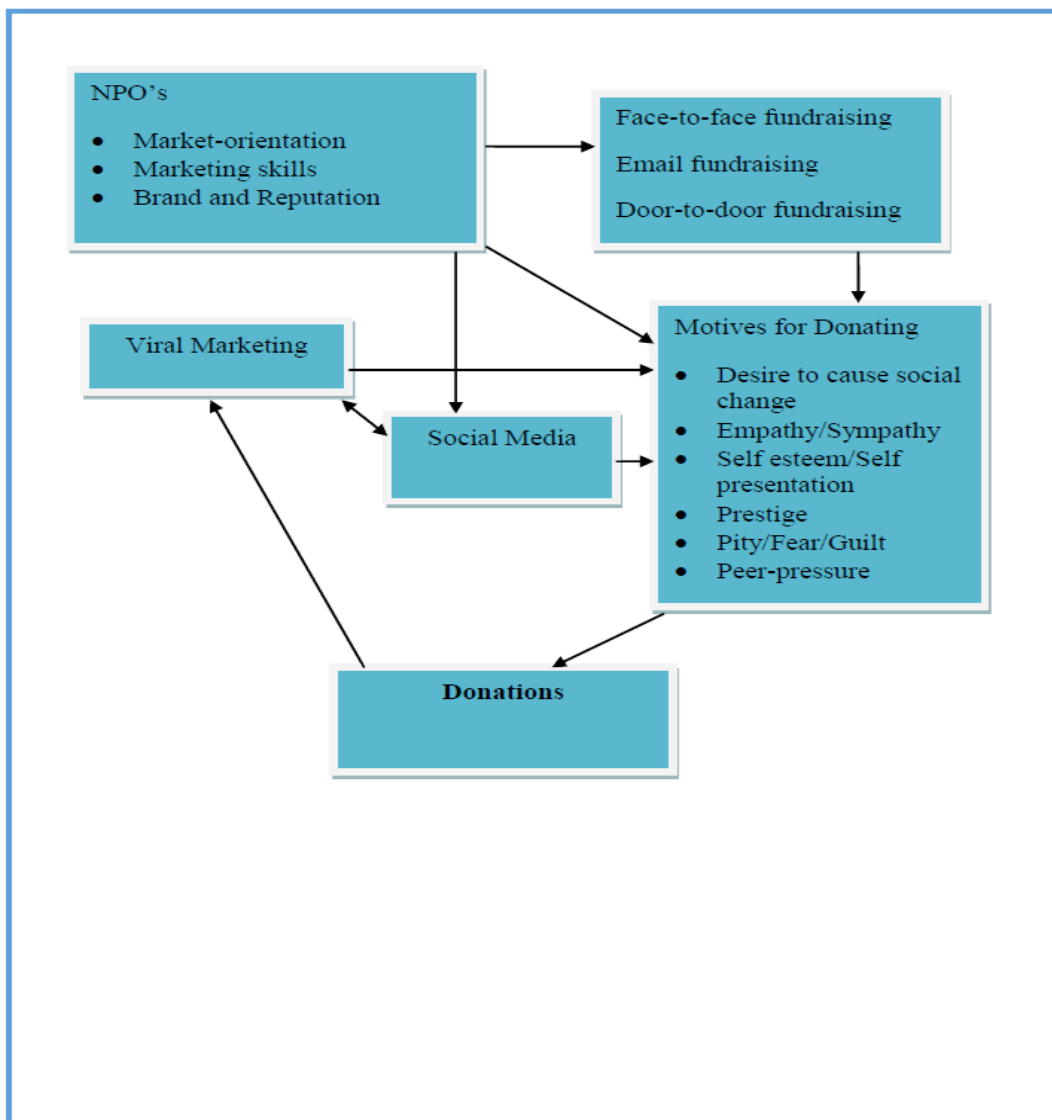 NPO’s
• Market-orientation
• Marketing skills
• Brand and Reputation
Face-to-face fundraising
Email fundraising
Door-to-door fundraising
Viral Marketing
Social Media
Motives for Donating
• Desire to cause social
change
• Empathy/Sympathy
• Self esteem/Self
presentation
• Prestige
• Pity/Fear/Guilt
• Peer-pressure
Donations